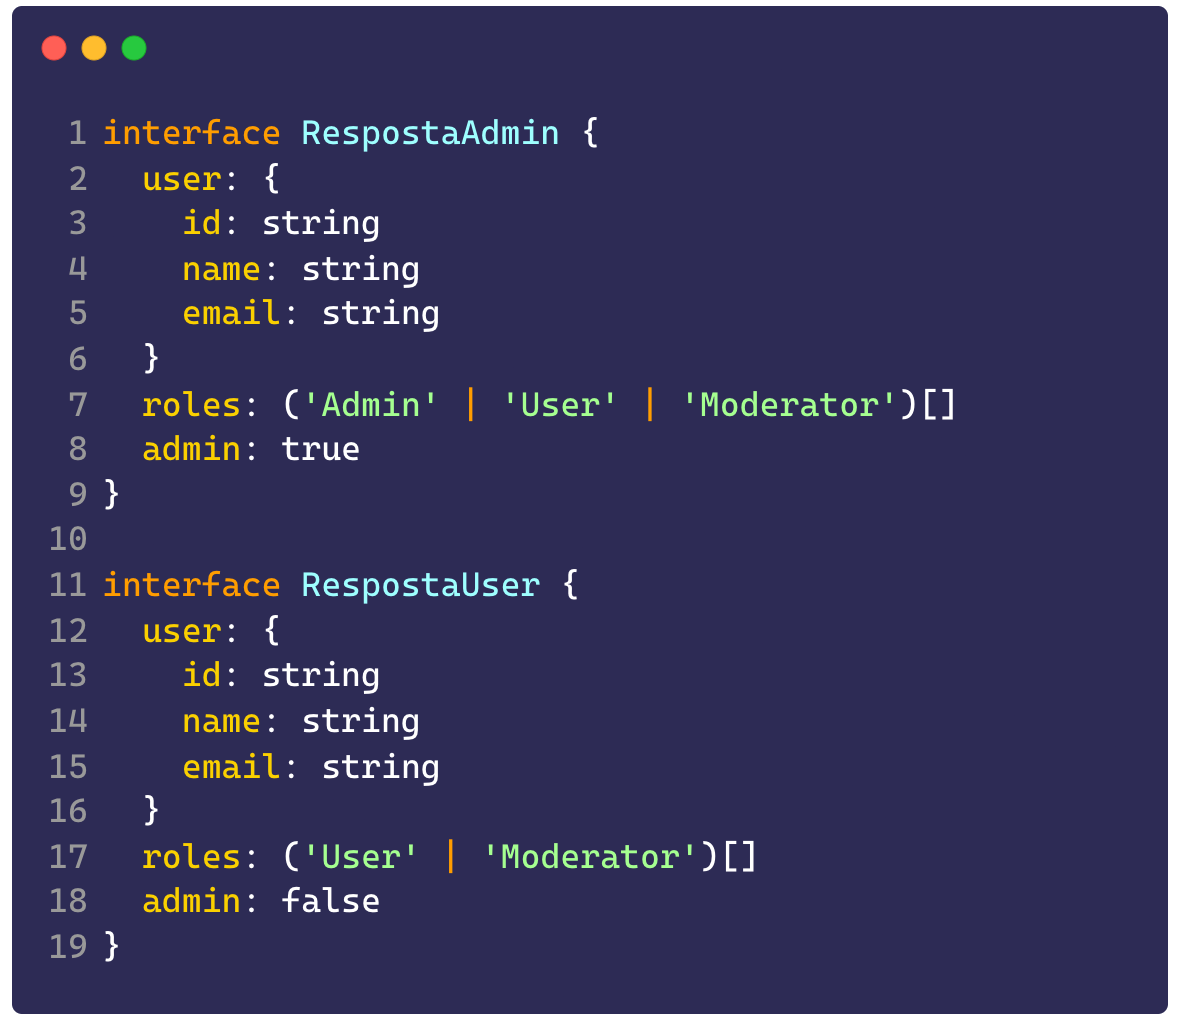 1 interface RespostaAdmin {
2   user: {
3     id: string
4     name: string
5     email: string
6   }
7   roles: ('Admin' | 'User' | 'Moderator')[]
8   admin: true
9 }
10
11 interface RespostaUser {
12   user: {
13     id: string
14     name: string
15     email: string
16   }
17   roles: ('User' | 'Moderator')[]
18   admin: false
19 }